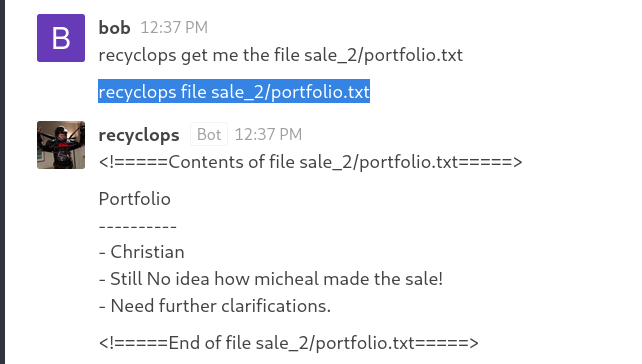 B
bob 12:37 PM
recyclops get me the file sale_2/portfolio.txt
recyclops file sale_2/portfolio.txt
recyclops Bot 12:37 PM
<!=====Contents of file sale_2/portfolio.txt=====>
Portfolio
----------
- Christian
- Still No idea how micheal made the sale!
- Need further clarifications.
<!=====End of file sale_2/portfolio.txt=====>